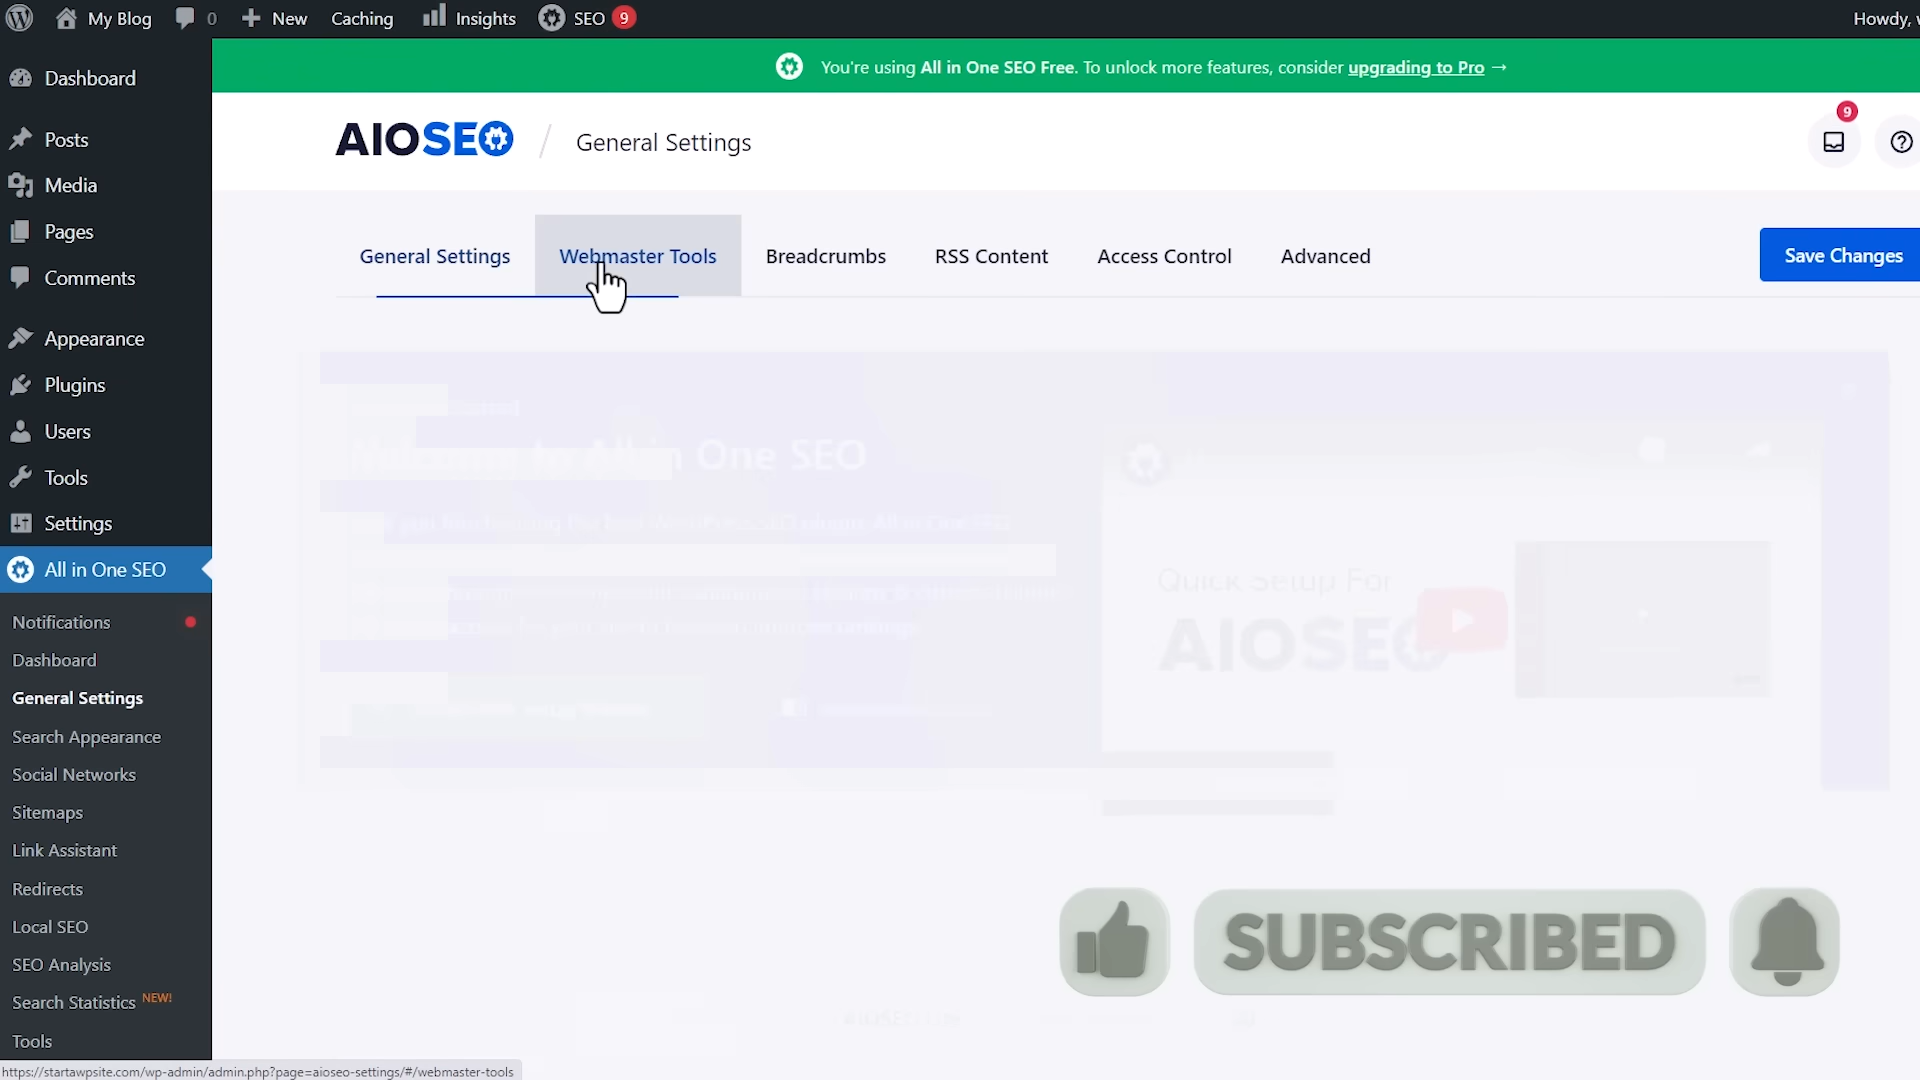 My Blog
0
New
Caching
Insights
SEO 9
Howdy,
Dashboard
Posts
Media
Pages
Comments
Appearance
Plugins
Users
Tools
Settings
All in One SEO
Notifications
Dashboard
General Settings
Search Appearance
Social Networks
Sitemaps
Link Assistant
Redirects
Local SEO
SEO Analysis
Search Statistics NEW!
Tools
You're using All in One SEO Free. To unlock more features, consider upgrading to Pro →
AIOSEO / General Settings
9
General Settings
Webmaster Tools
Breadcrumbs
RSS Content
Access Control
Advanced
Save Changes
in One SEO
Quick Setup For
AIOSEO
SUBSCRIBED
https://startawpsite.com/wp-admin/admin.php?page=aioseo-settings/#/webmaster-tools